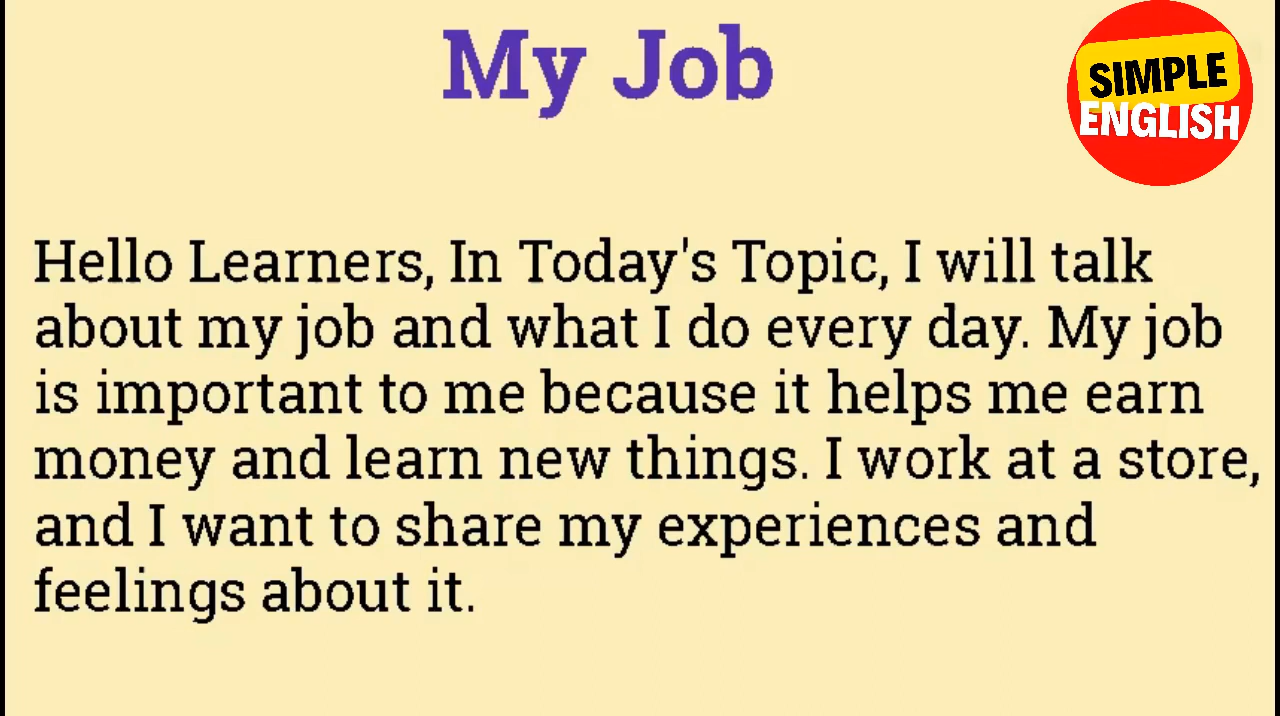 My Job
SIMPLE
ENGLISH
Hello Learners, In Today's Topic, I will talk
about my job and what I do every day. My job
is important to me because it helps me earn
money and learn new things. I work at a store,
and I want to share my experiences and
feelings about it.